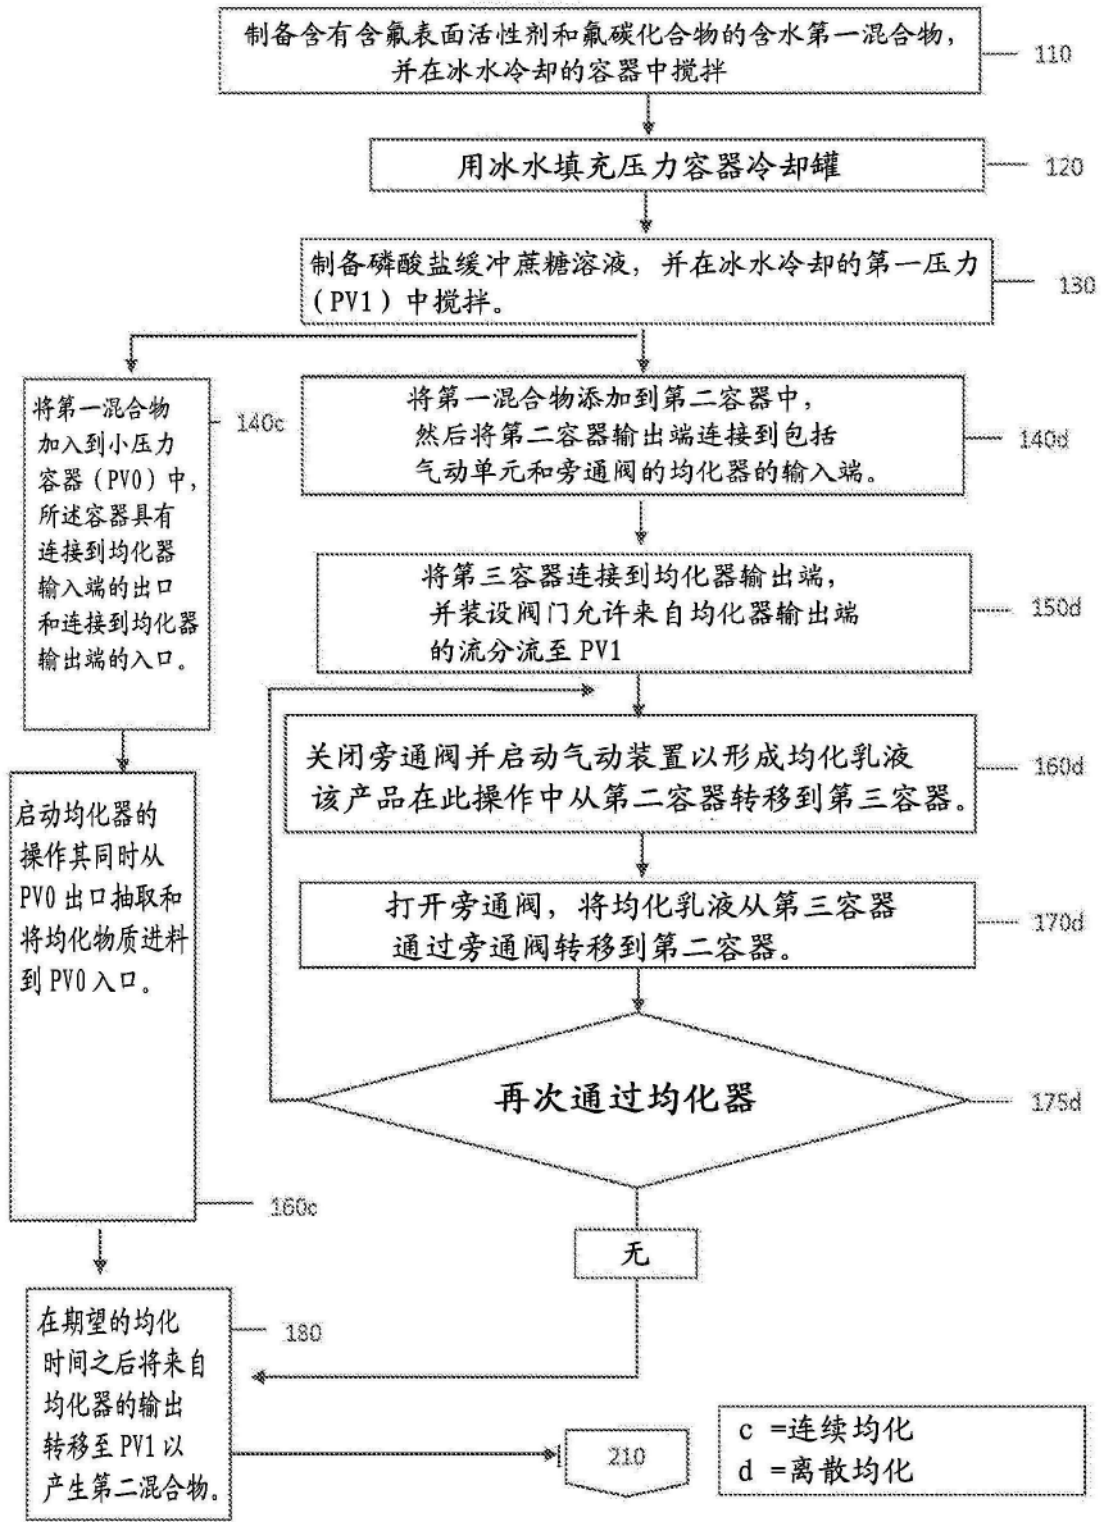 制备含有含氟表面活性剂和氟碳化合物的含水第一混合物，
并在冰水冷却的容器中搅拌
110
用冰水填充压力容器冷却罐
120
制备磷酸盐缓冲蔗糖溶液，并在冰水冷却的第一压力
(PV1)中搅拌。
130
将第一混合物
加入到小压力
容器(PV0)中，
所述容器具有
连接到均化器
输入端的出口
和连接到均化器
输出端的入口。
140c
将第一混合物添加到第二容器中，
然后将第二容器输出端连接到包括
气动单元和旁通阀的均化器的输入端。
140d
将第三容器连接到均化器输出端，
并装设阀门允许来自均化器输出端
的流分流至 PV1
150d
关闭旁通阀并启动气动装置以形成均化乳液
该产品在此操作中从第二容器转移到第三容器。
160d
启动均化器的
操作其同时从
PV0 出口抽取和
将均化物质进料
到 PV0 入口。
160c
打开旁通阀，将均化乳液从第三容器
通过旁通阀转移到第二容器。
170d
再次通过均化器
175d
无
在期望的均化
时间之后将来自
均化器的输出
转移至 PV1 以
产生第二混合物。
180
210
c =连续均化
d =离散均化